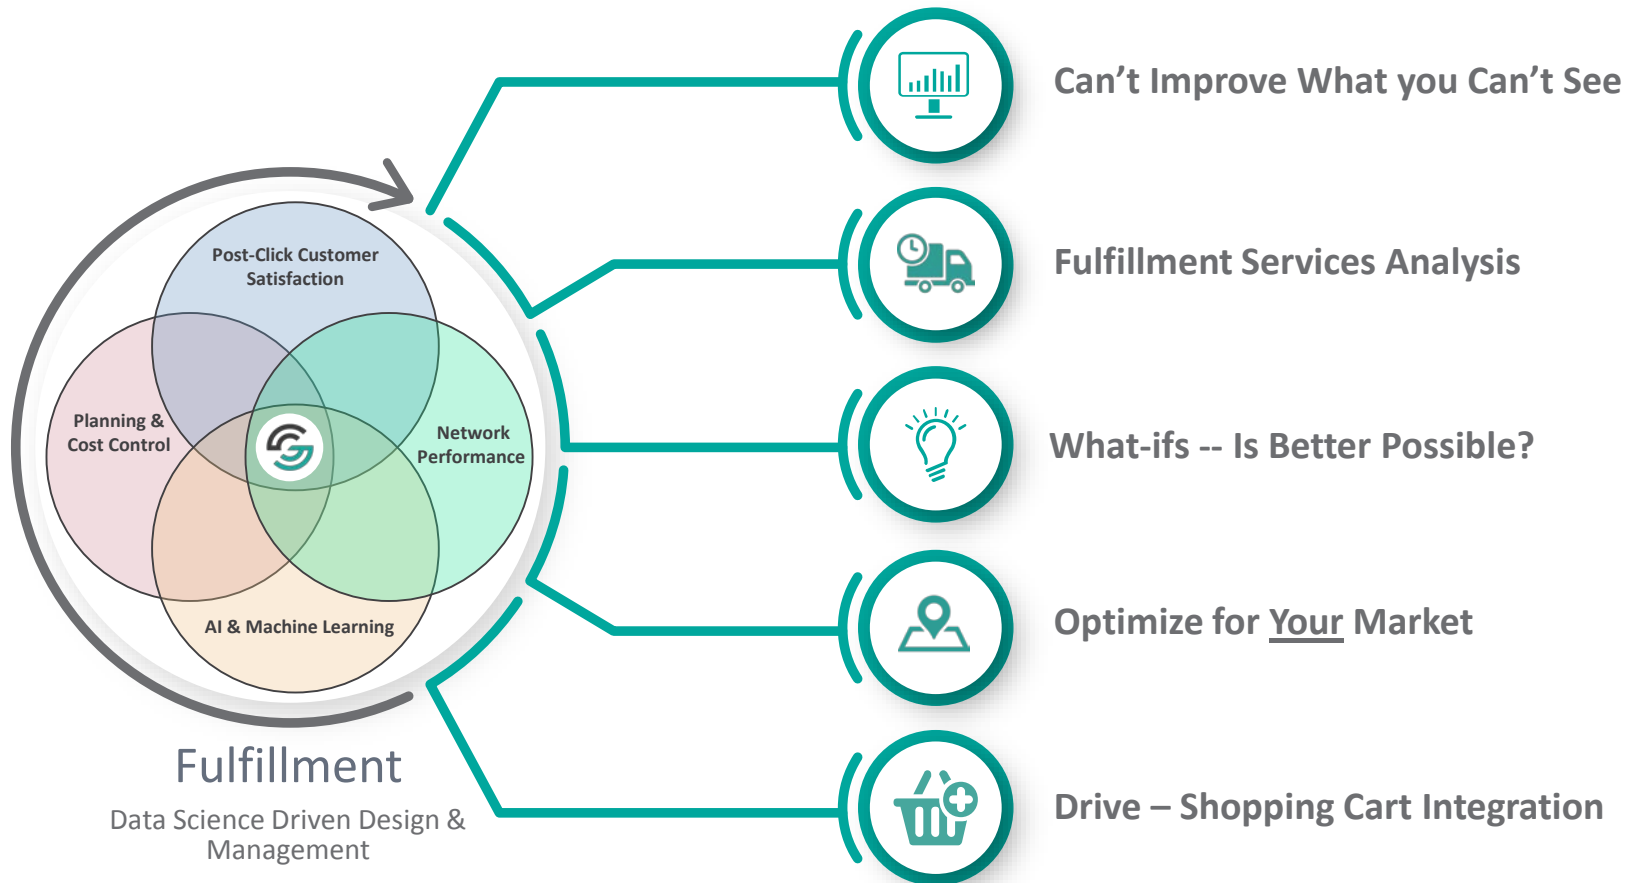 Can’t Improve What you Can’t See
Fulfillment Services Analysis
What-ifs -- Is Better Possible?
Optimize for Your Market
Drive – Shopping Cart Integration
Post-Click Customer
Satisfaction
Planning &
Cost Control
Network
Performance
AI & Machine Learning
Fulfillment
Data Science Driven Design &
Management